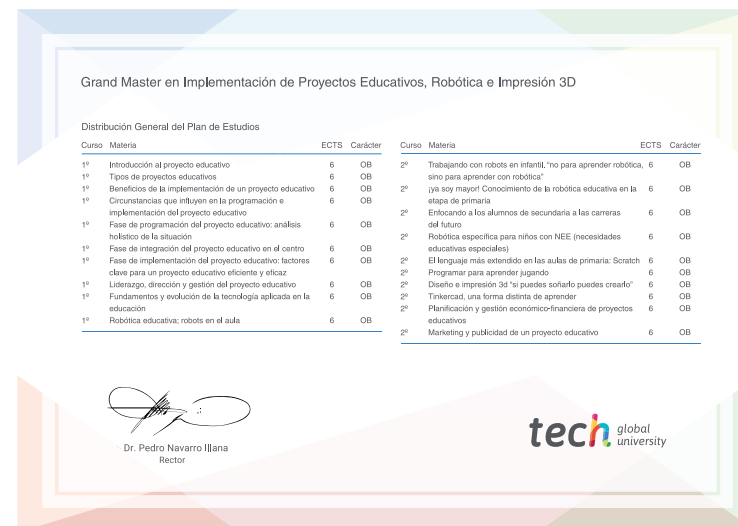 Grand Master en Implementación de Proyectos Educativos, Robótica e Impresión 3D
Distribución General del Plan de Estudios
Curso Materia ECTS Carácter
1º Introducción al proyecto educativo 6 OB
1º Tipos de proyectos educativos 6 OB
1º Beneficios de la implementación de un proyecto educativo 6 OB
1º Circunstancias que influyen en la programación e 6 OB
implementación del proyecto educativo
1º Fase de programación del proyecto educativo: análisis 6 OB
holístico de la situación
1º Fase de integración del proyecto educativo en el centro 6 OB
1º Fase de implementación del proyecto educativo: factores 6 OB
clave para un proyecto educativo eficiente y eficaz
1º Liderazgo, dirección y gestión del proyecto educativo 6 OB
1º Fundamentos y evolución de la tecnología aplicada en la 6 OB
educación
1º Robótica educativa; robots en el aula 6 OB
Curso Materia ECTS Carácter
2º Trabajando con robots en infantil, "no para aprender robótica, 6 OB
sino para aprender con robótica"
2º ¡ya soy mayor! Conocimiento de la robótica educativa en la 6 OB
etapa de primaria
2º Enfocando a los alumnos de secundaria a las carreras 6 OB
del futuro
2º Robótica específica para niños con NEE (necesidades 6 OB
educativas especiales)
2º El lenguaje más extendido en las aulas de primaria: Scratch 6 OB
2º Programar para aprender jugando 6 OB
2º Diseño e impresión 3d "si puedes soñarlo puedes crearlo" 6 OB
2º Tinkercad, una forma distinta de aprender 6 OB
2º Planificación y gestión económico-financiera de proyectos 6 OB
educativos
2º Marketing y publicidad de un proyecto educativo 6 OB
Dr. Pedro Navarro Illana
Rector
tech global
university